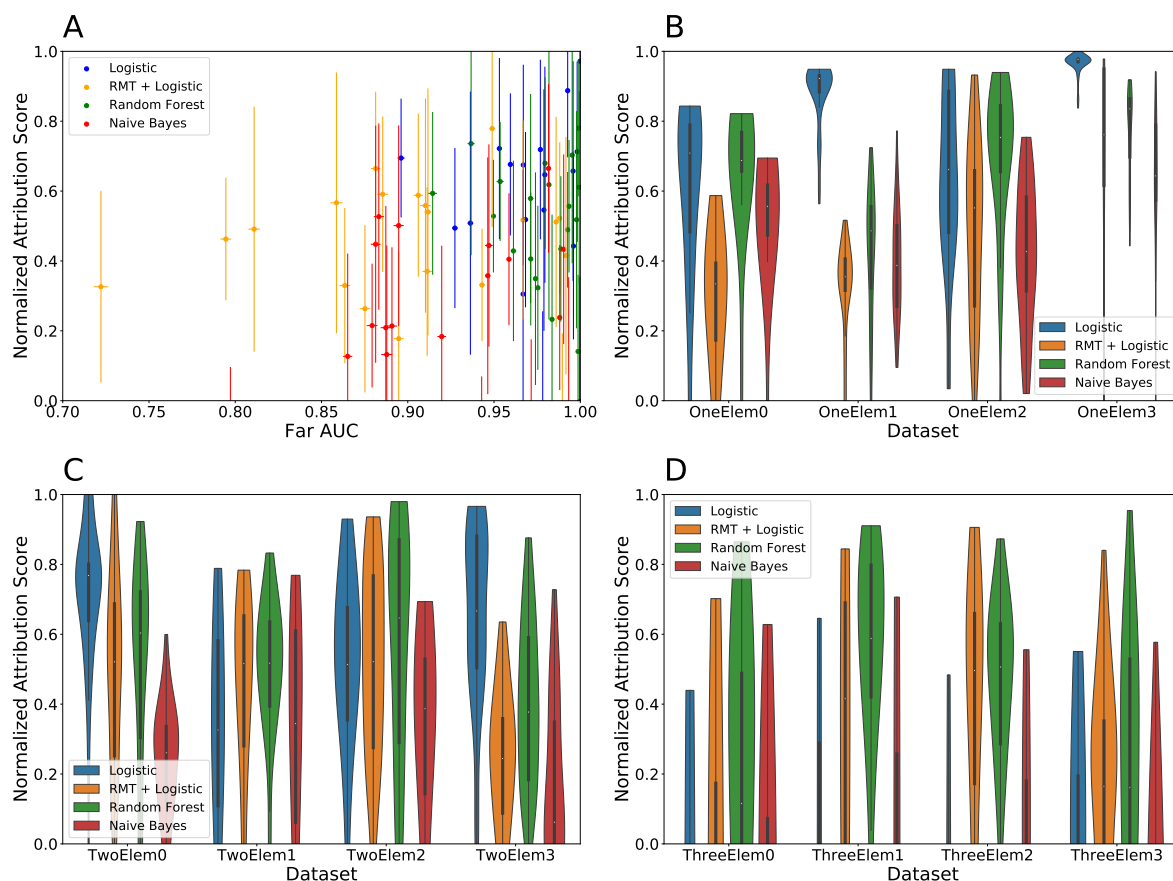 A
Normalized Attribution Score
1.0
0.8
0.6
0.4
0.2
0.0
Logistic
RMT + Logistic
Random Forest
Naive Bayes
0.70 0.75 0.80 0.85 0.90 0.95 1.00
Far AUC
B
Normalized Attribution Score
1.0
0.8
0.6
0.4
0.2
0.0
Logistic
RMT + Logistic
Random Forest
Naive Bayes
OneElem0 OneElem1 OneElem2 OneElem3
Dataset
C
Normalized Attribution Score
1.0
0.8
0.6
0.4
0.2
0.0
Logistic
RMT + Logistic
Random Forest
Naive Bayes
TwoElem0 TwoElem1 TwoElem2 TwoElem3
Dataset
D
Normalized Attribution Score
1.0
0.8
0.6
0.4
0.2
0.0
Logistic
RMT + Logistic
Random Forest
Naive Bayes
ThreeElem0 ThreeElem1 ThreeElem2 ThreeElem3
Dataset